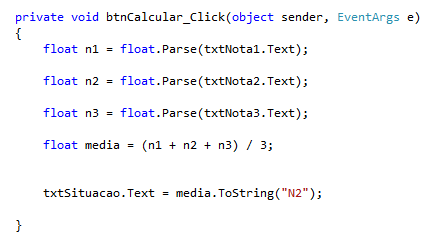 private void btnCalcular_Click(object sender, EventArgs e)
{
float n1 = float.Parse(txtNota1.Text);
float n2 = float.Parse(txtNota2.Text);
float n3 = float.Parse(txtNota3.Text);
float media = (n1 + n2 + n3) / 3;
txtSituacao.Text = media.ToString("N2");
}